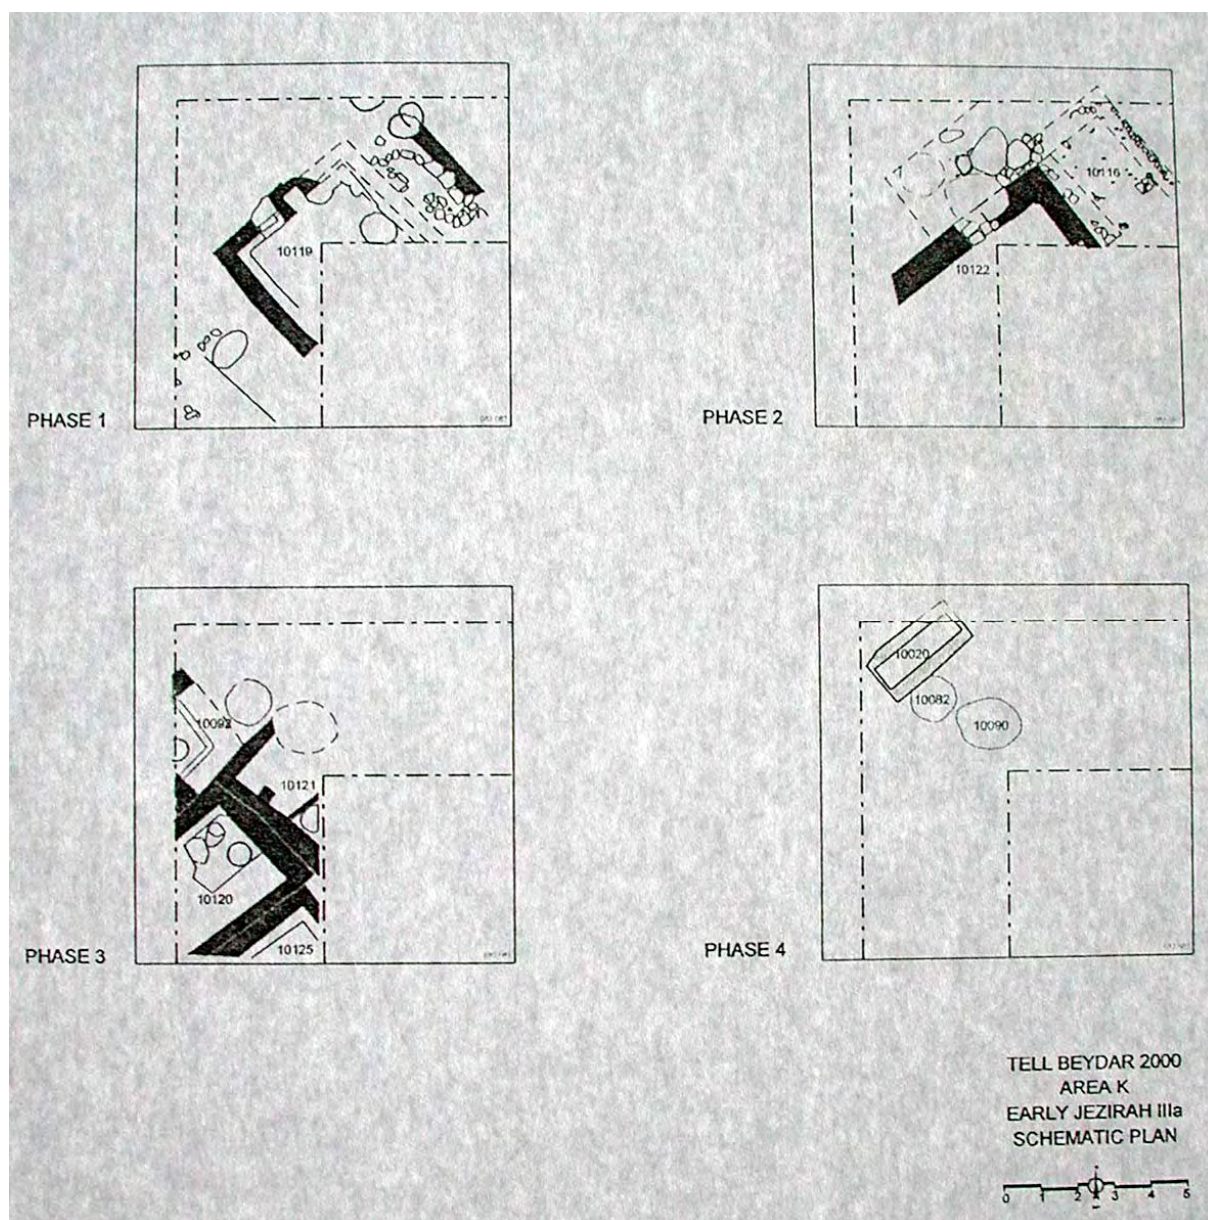 10119
PHASE 1
10116
10122
PHASE 2
10092
10121
10120
10125
PHASE 3
10020
10082
10090
PHASE 4
TELL BEYDAR 2000
AREA K
EARLY JEZIRAH IIIa
SCHEMATIC PLAN
0 1 2 3 4 5